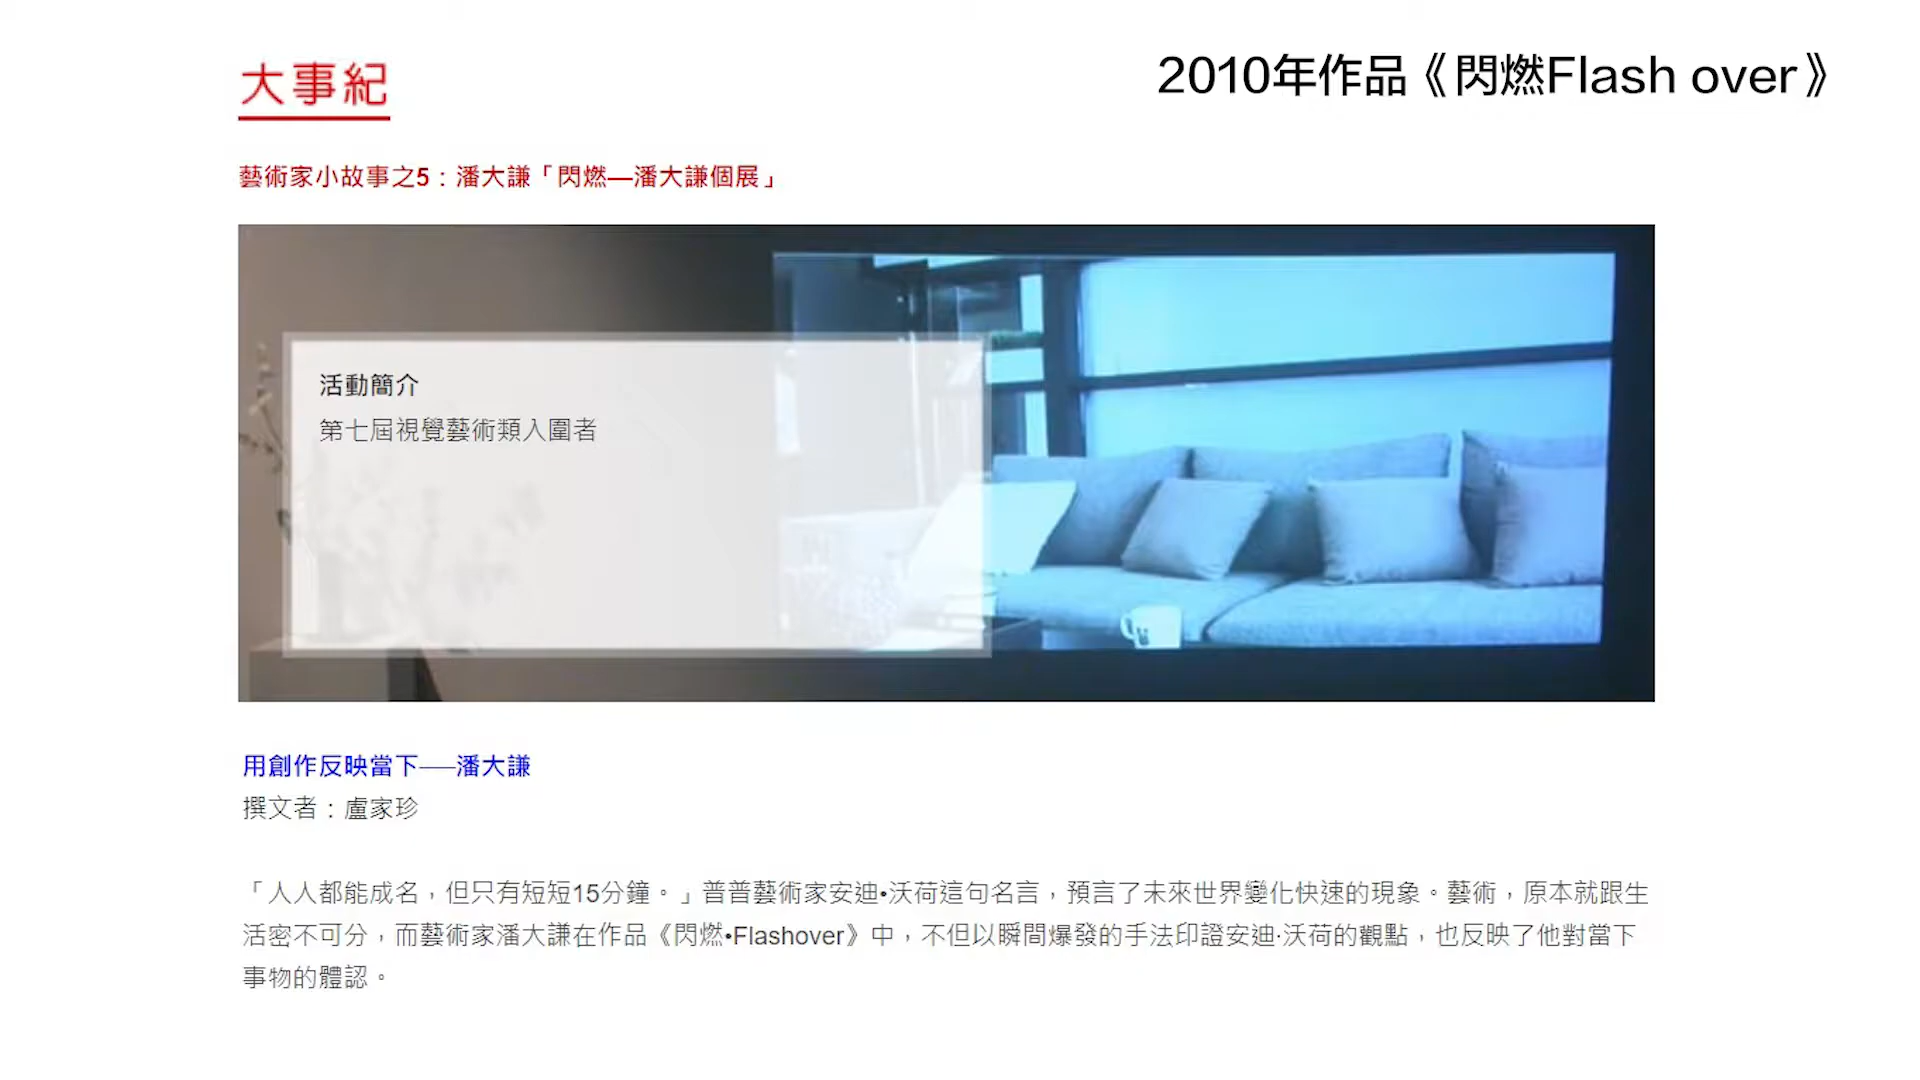 大事紀
2010年作品《閃燃Flash over》
藝術家小故事之5：潘大謙「閃燃—潘大謙個展」
活動簡介
第七屆視覺藝術類入圍者
用創作反映當下──潘大謙
撰文者：盧家珍
「人人都能成名，但只有短短15分鐘。」普普藝術家安迪•沃荷這句名言，預言了未來世界變化快速的現象。藝術，原本就跟生
活密不可分，而藝術家潘大謙在作品《閃燃•Flashover》中，不但以瞬間爆發的手法印證安迪·沃荷的觀點，也反映了他對當下
事物的體認。